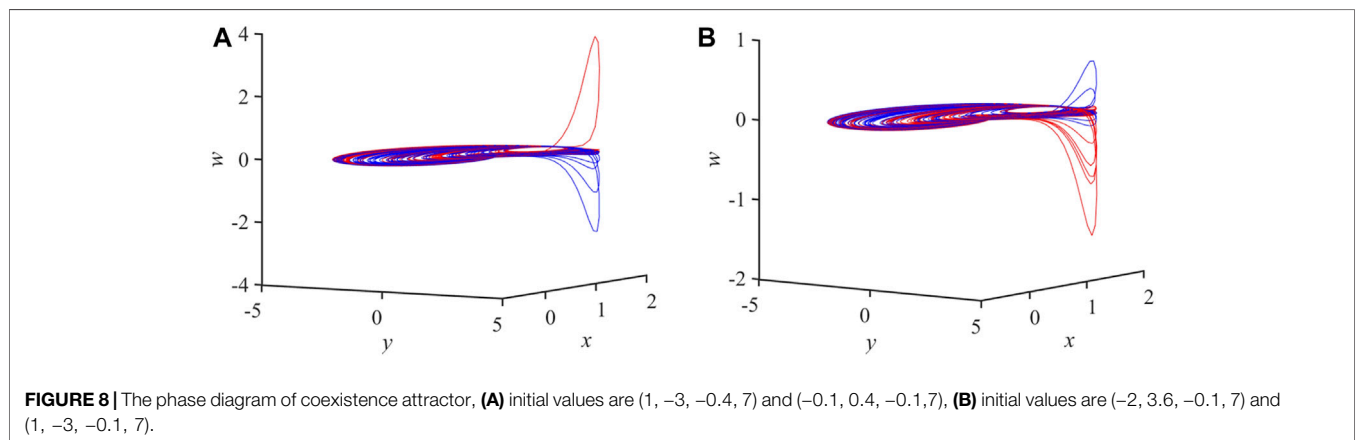 A
4
2
0
-2
-4
w
-5
0
5
y
0
1
2
x
B
1
0
-1
-2
w
-5
0
5
y
0
1
2
x
FIGURE 8 | The phase diagram of coexistence attractor, (A) initial values are (1, −3, −0.4, 7) and (−0.1, 0.4, −0.1,7), (B) initial values are (−2, 3.6, −0.1, 7) and
(1, −3, −0.1, 7).